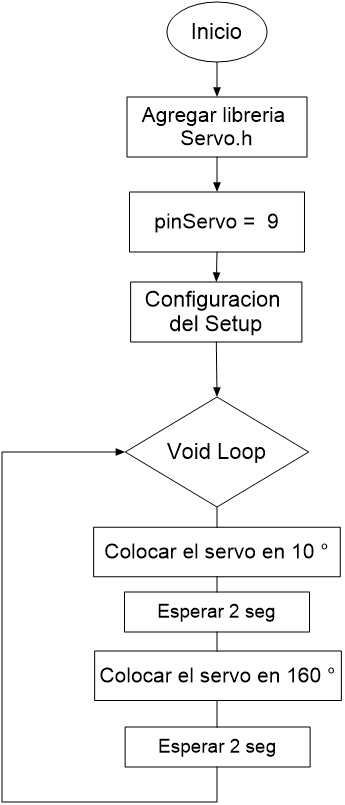 Inicio
Agregar libreria
Servo.h
pinServo = 9
Configuracion
del Setup
Void Loop
Colocar el servo en 10 °
Esperar 2 seg
Colocar el servo en 160 °
Esperar 2 seg